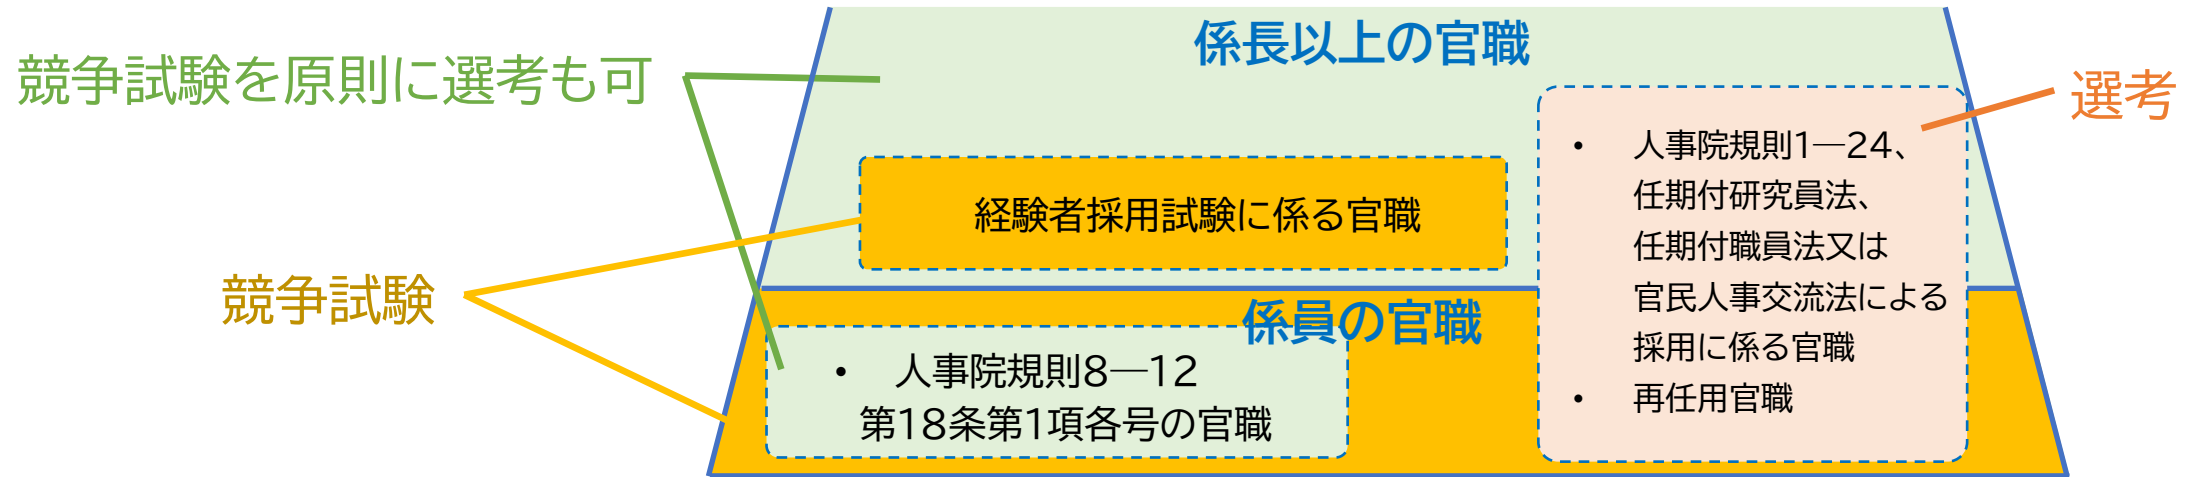 係長以上の官職
競争試験を原則に選考も可
選考
経験者採用試験に係る官職
• 人事院規則1―24、
任期付研究員法、
任期付職員法又は
官民人事交流法による
採用に係る官職
• 再任用官職
競争試験
係員の官職
• 人事院規則8―12
第18条第1項各号の官職